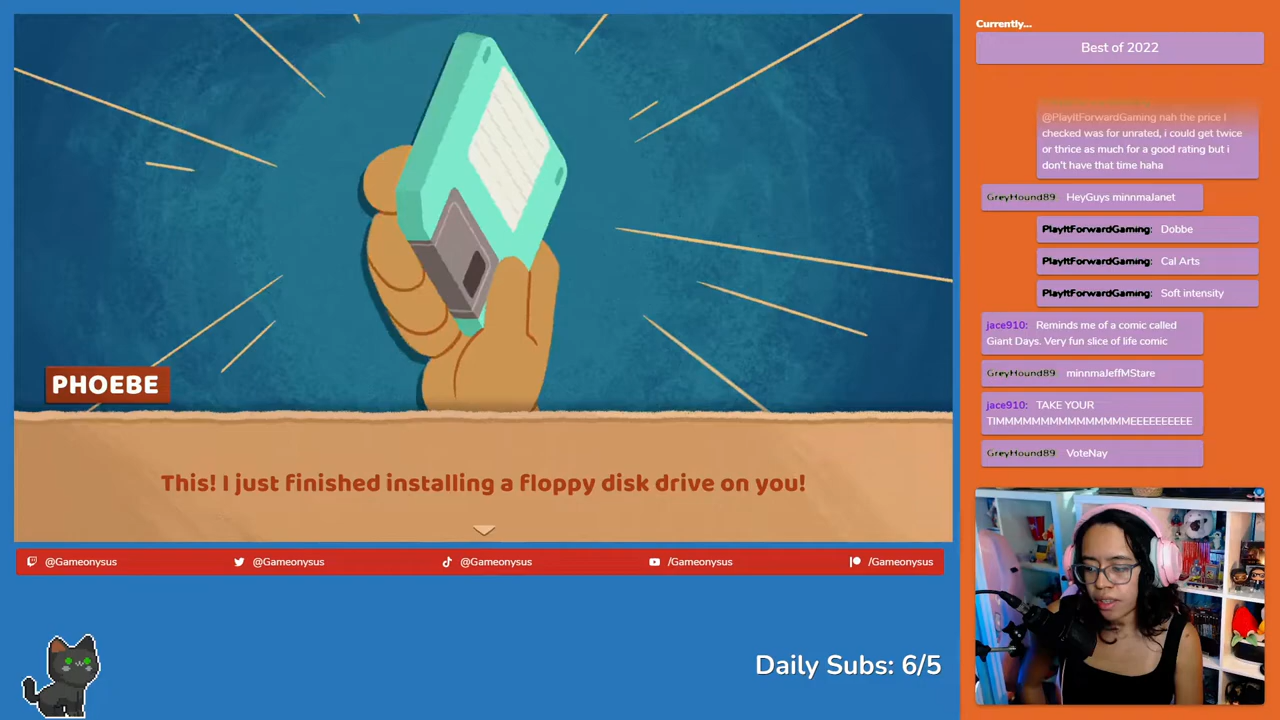 Currently...
Best of 2022
@PlayItForwardGaming nah the price I
checked was for unrated, i could get twice
or thrice as much for a good rating but i
don't have that time haha
GreyHound89 HeyGuys minnmaJanet
PlayItForwardGaming: Dobbe
PlayItForwardGaming: Cal Arts
PlayItForwardGaming: Soft intensity
jace910: Reminds me of a comic called
Giant Days. Very fun slice of life comic
GreyHound89 minnmaJeffMStare
jace910: TAKE YOUR
TIMMMMMMMMMMMMMMMEEEEEEEEEE
GreyHound89 VoteNay
PHOEBE
This! I just finished installing a floppy disk drive on you!
@Gameonysus @Gameonysus @Gameonysus /Gameonysus /Gameonysus
Daily Subs: 6/5